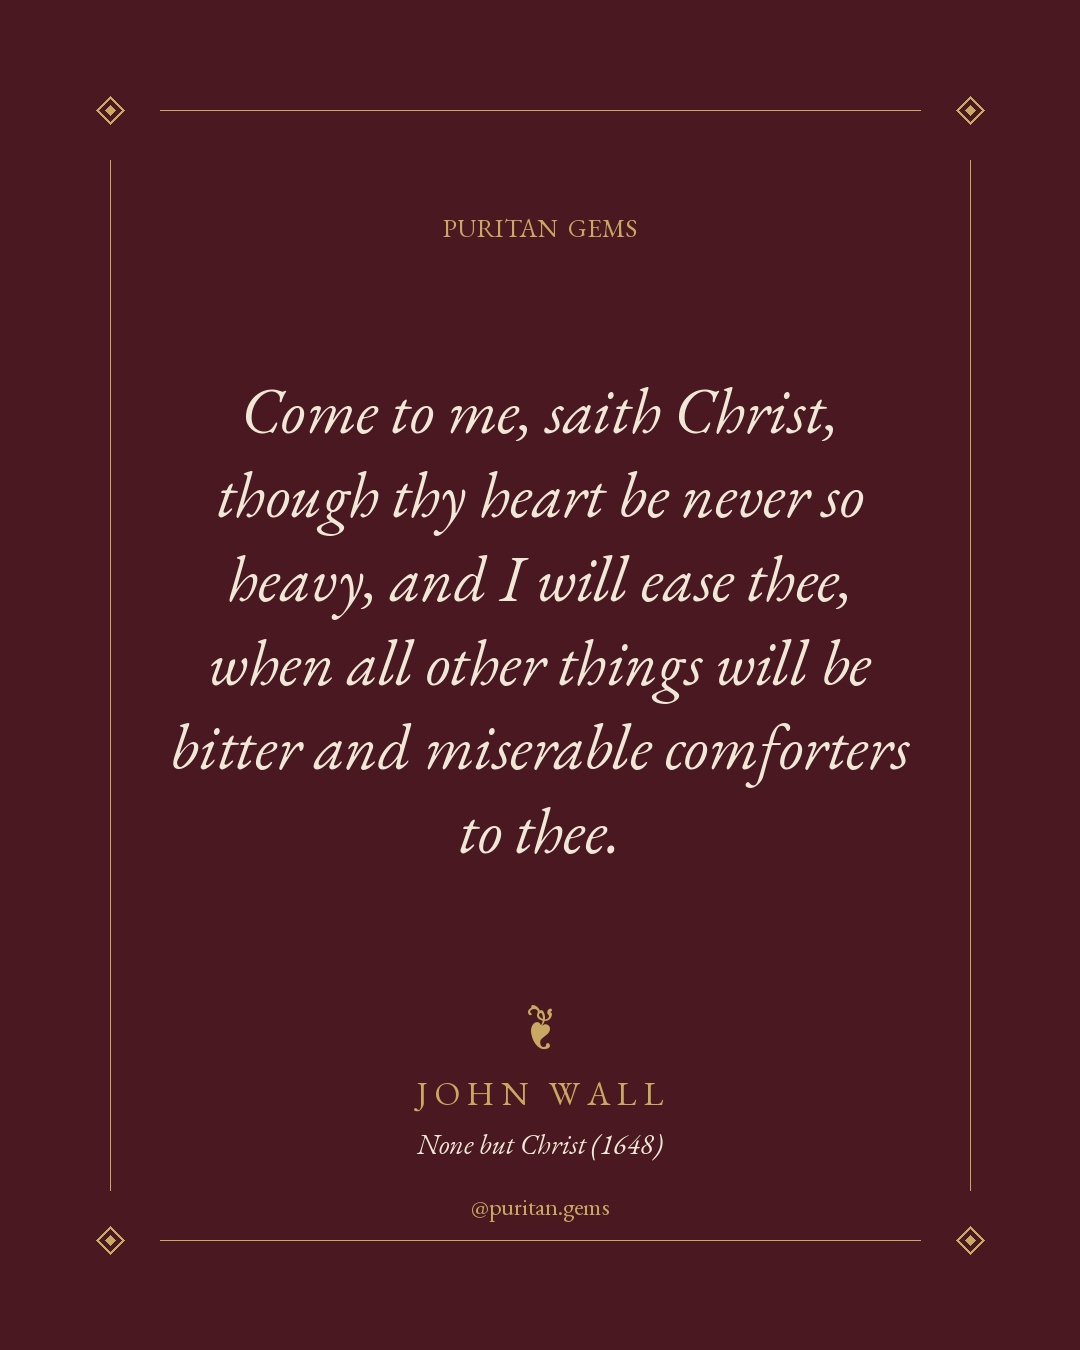 PURITAN GEMS
Come to me, saith Christ,
though thy heart be never so
heavy, and I will ease thee,
when all other things will be
bitter and miserable comforters
to thee.
JOHN WALL
None but Christ (1648)
@puritan.gems